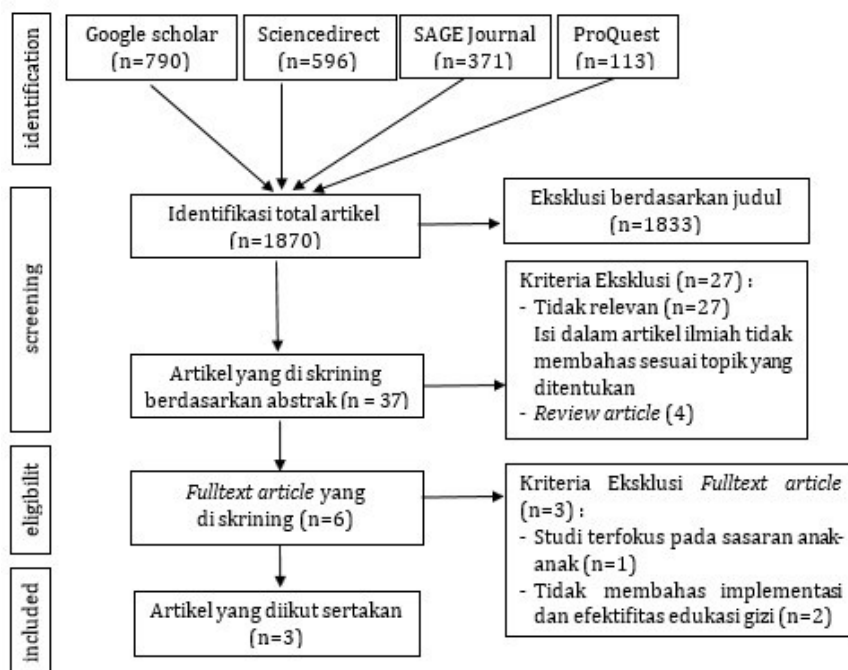 identification
Google scholar
(n=790)
Sciencedirect
(n=596)
SAGE Journal
(n=371)
ProQuest
(n=113)
screening
Identifikasi total artikel
(n=1870)
Eksklusi berdasarkan judul
(n=1833)
Artikel yang di skrining
berdasarkan abstrak (n = 37)
Kriteria Eksklusi (n=27) :
- Tidak relevan (n=27)
Isi dalam artikel ilmiah tidak
membahas sesuai topik yang
ditentukan
- Review article (4)
eligibilit
Fulltext article yang
di skrining (n=6)
Kriteria Eksklusi Fulltext article
(n=3) :
- Studi terfokus pada sasaran anak-
anak (n=1)
- Tidak membahas implementasi
dan efektifitas edukasi gizi (n=2)
included
Artikel yang diikut sertakan
(n=3)